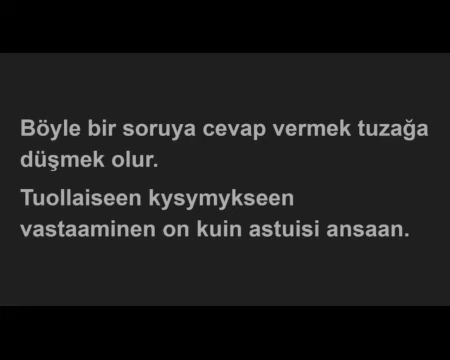 Böyle bir soruya cevap vermek tuzağa
düşmek olur.
Tuollaiseen kysymykseen
vastaaminen on kuin astuisi ansaan.